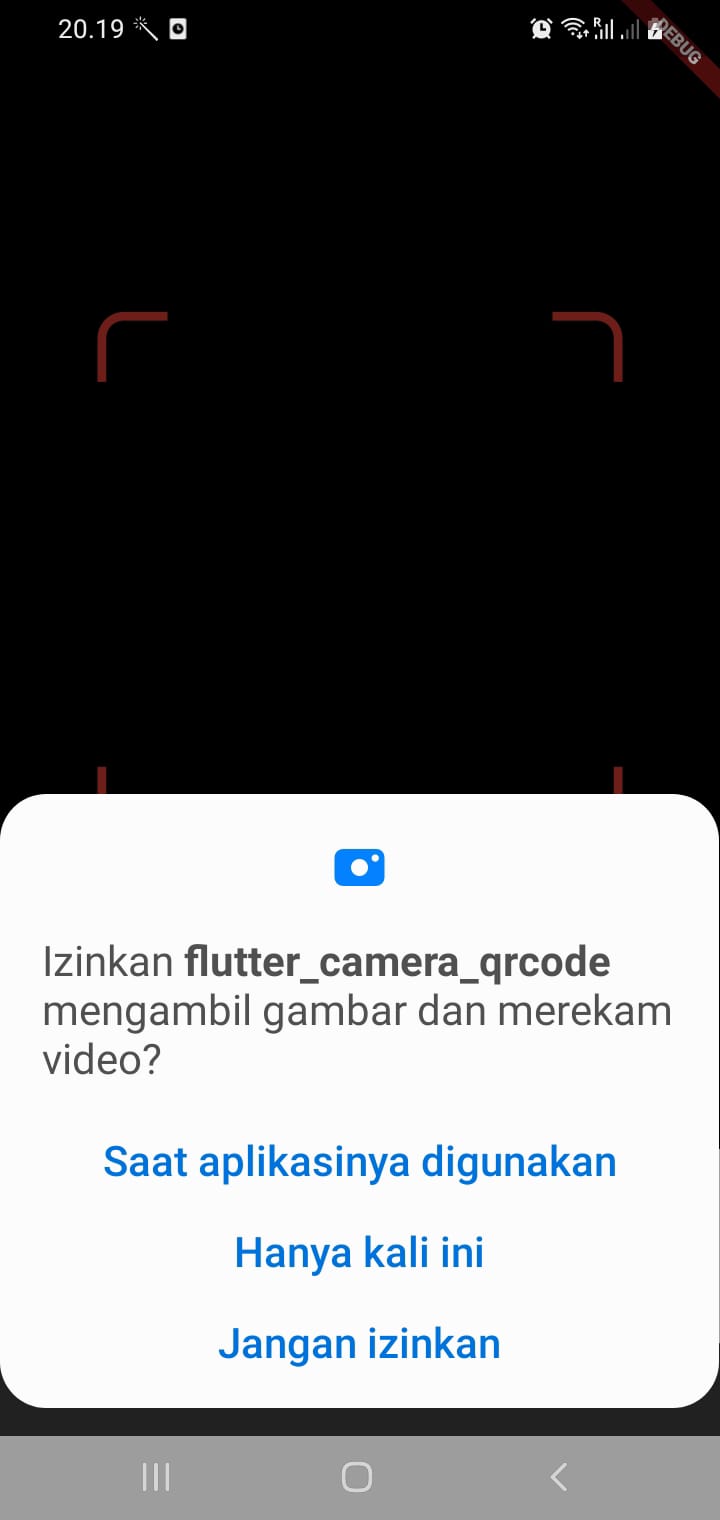 20.19
R
DEBUG
Izinkan flutter_camera_qrcode
mengambil gambar dan merekam
video?
Saat aplikasinya digunakan
Hanya kali ini
Jangan izinkan